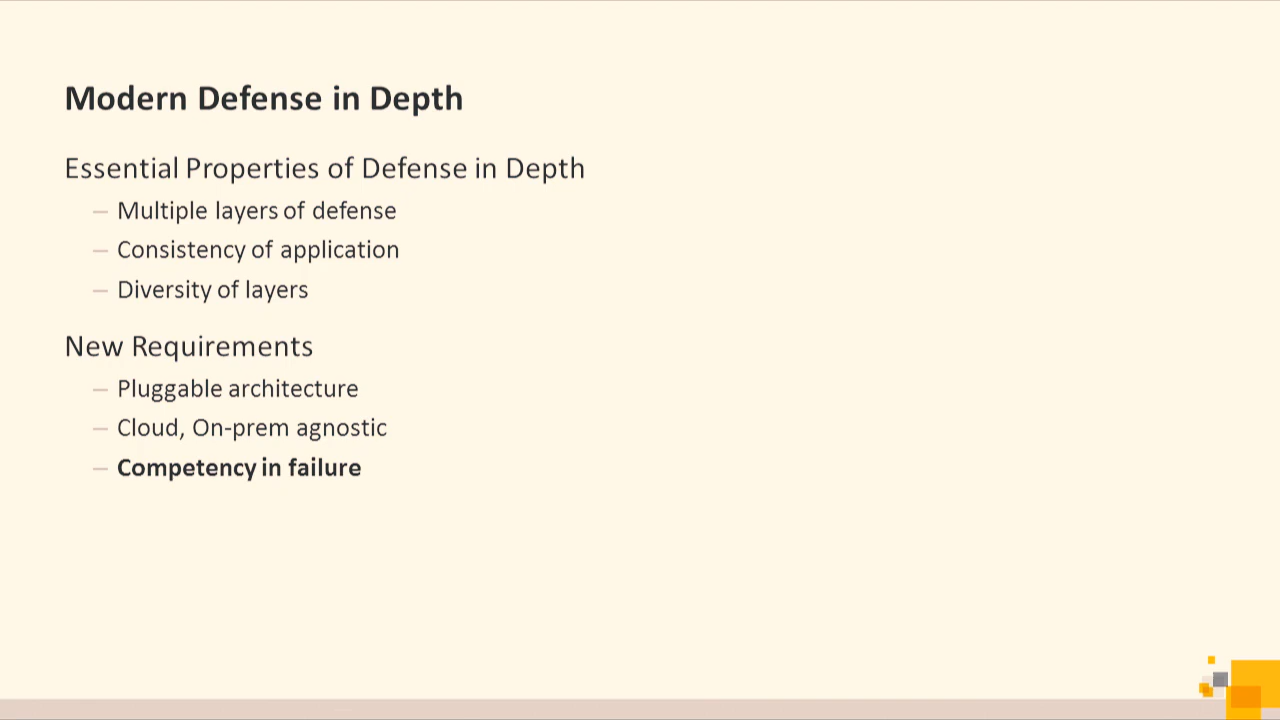 Modern Defense in Depth
Essential Properties of Defense in Depth
– Multiple layers of defense
– Consistency of application
– Diversity of layers
New Requirements
– Pluggable architecture
– Cloud, On-prem agnostic
– Competency in failure